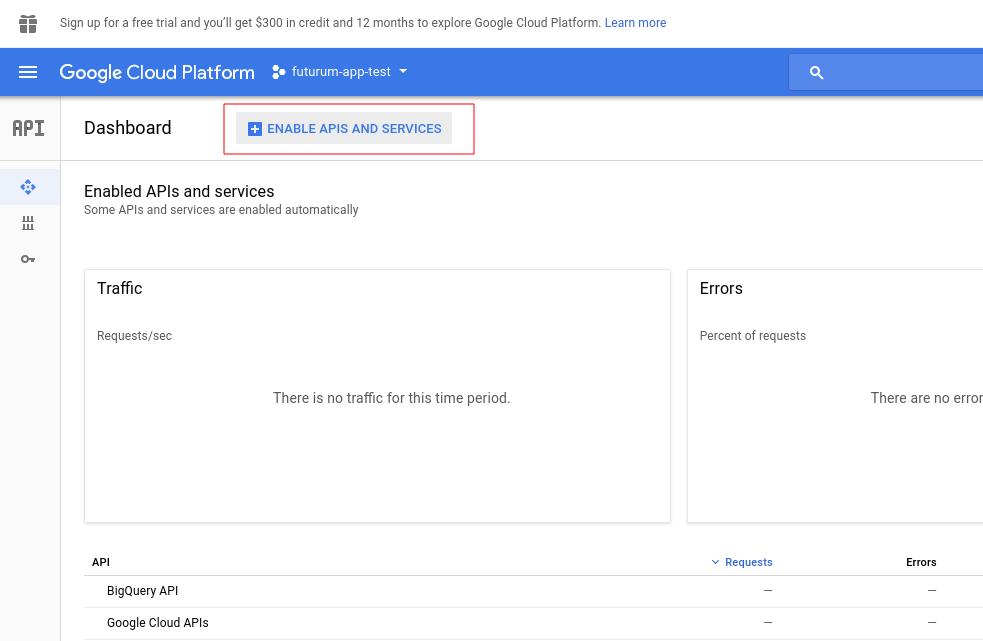 Sign up for a free trial and you'll get $300 in credit and 12 months to explore Google Cloud Platform. Learn more
Google Cloud Platform futurum-app-test
API Dashboard ENABLE APIS AND SERVICES
Enabled APIs and services
Some APIs and services are enabled automatically
Traffic Errors
Requests/sec Percent of requests
There is no traffic for this time period. There are no error
API Requests Errors
BigQuery API — —
Google Cloud APIs — —